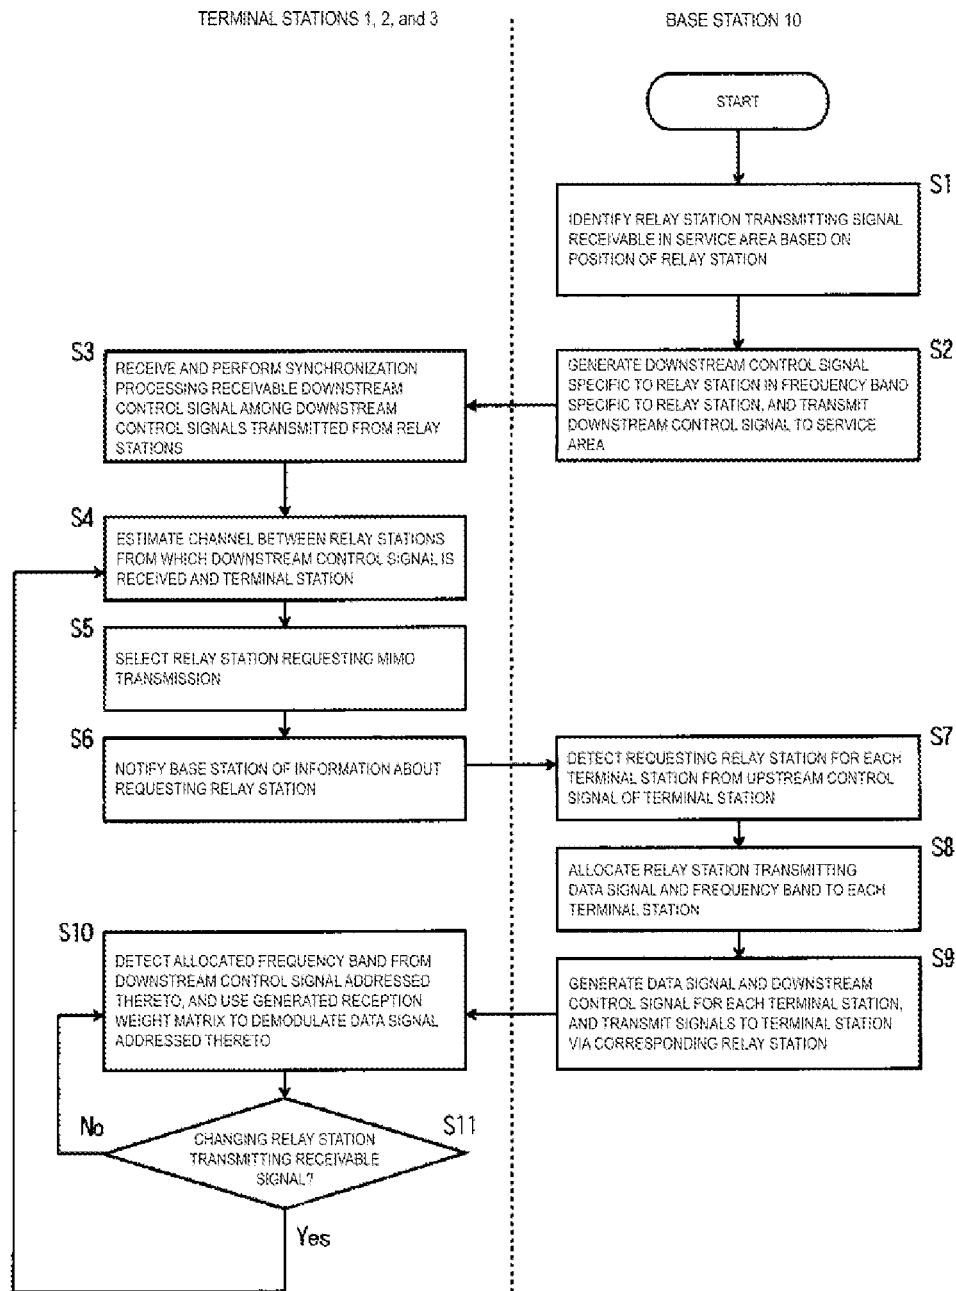 TERMINAL STATIONS 1, 2, and 3
BASE STATION 10
START
S1
IDENTIFY RELAY STATION TRANSMITTING SIGNAL
RECEIVABLE IN SERVICE AREA BASED ON
POSITION OF RELAY STATION
S2
GENERATE DOWNSTREAM CONTROL SIGNAL
SPECIFIC TO RELAY STATION IN FREQUENCY BAND
SPECIFIC TO RELAY STATION, AND TRANSMIT
DOWNSTREAM CONTROL SIGNAL TO SERVICE
AREA
S3
RECEIVE AND PERFORM SYNCHRONIZATION
PROCESSING RECEIVABLE DOWNSTREAM
CONTROL SIGNAL AMONG DOWNSTREAM
CONTROL SIGNALS TRANSMITTED FROM RELAY
STATIONS
S4
ESTIMATE CHANNEL BETWEEN RELAY STATIONS
FROM WHICH DOWNSTREAM CONTROL SIGNAL IS
RECEIVED AND TERMINAL STATION
S5
SELECT RELAY STATION REQUESTING MIMO
TRANSMISSION
S6
NOTIFY BASE STATION OF INFORMATION ABOUT
REQUESTING RELAY STATION
S7
DETECT REQUESTING RELAY STATION FOR EACH
TERMINAL STATION FROM UPSTREAM CONTROL
SIGNAL OF TERMINAL STATION
S8
ALLOCATE RELAY STATION TRANSMITTING
DATA SIGNAL AND FREQUENCY BAND TO EACH
TERMINAL STATION
S9
GENERATE DATA SIGNAL AND DOWNSTREAM
CONTROL SIGNAL FOR EACH TERMINAL STATION,
AND TRANSMIT SIGNALS TO TERMINAL STATION
VIA CORRESPONDING RELAY STATION
S10
DETECT ALLOCATED FREQUENCY BAND FROM
DOWNSTREAM CONTROL SIGNAL ADDRESSED
THERETO, AND USE GENERATED RECEPTION
WEIGHT MATRIX TO DEMODULATE DATA SIGNAL
ADDRESSED THERETO
S11
CHANGING RELAY STATION
TRANSMITTING RECEIVABLE
SIGNAL?
No
Yes